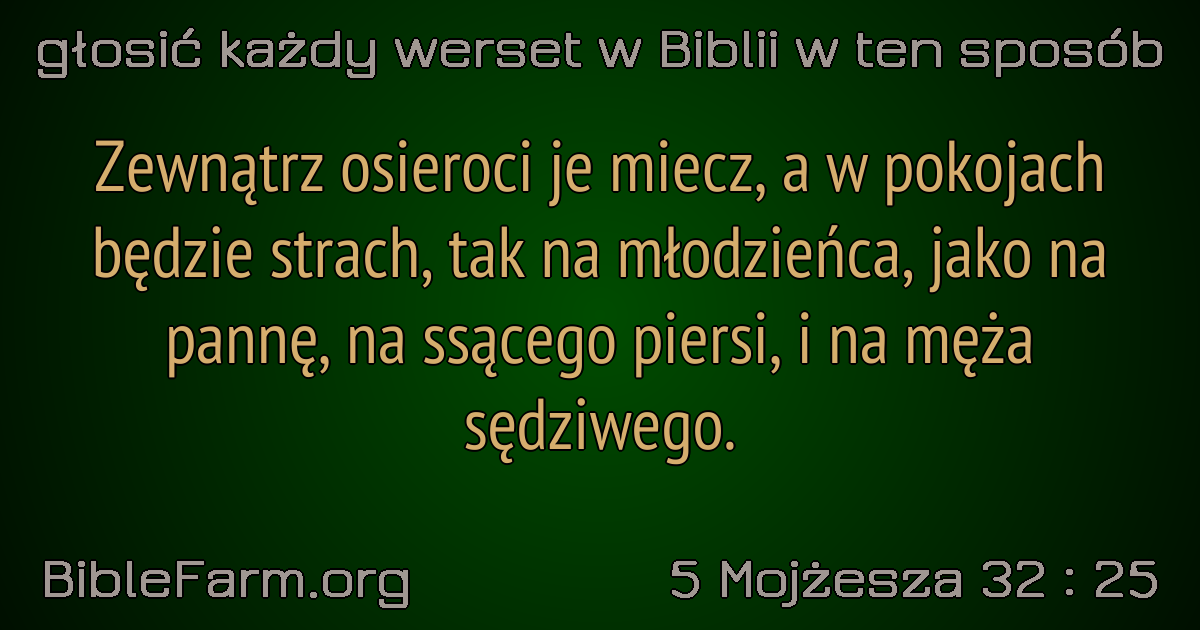 głosić każdy werset w Biblii w ten sposób
Zewnątrz osieroci je miecz, a w pokojach
będzie strach, tak na młodzieńca, jako na
pannę, na ssącego piersi, i na męża
sędziwego.
BibleFarm.org
5 Mojżesza 32 : 25